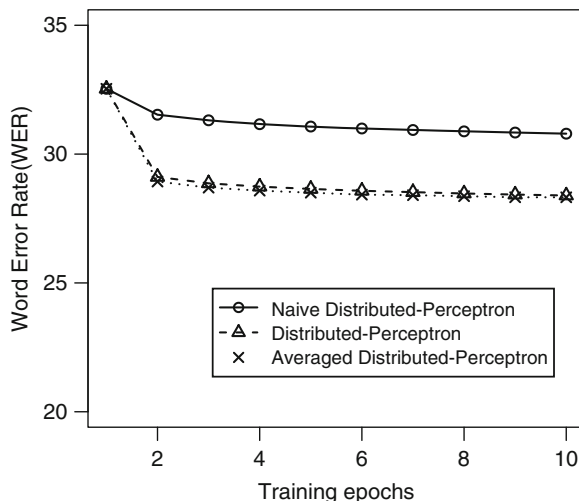 Word Error Rate(WER)
35
30
25
20
Naive Distributed-Perceptron
Distributed-Perceptron
Averaged Distributed-Perceptron
2 4 6 8 10
Training epochs